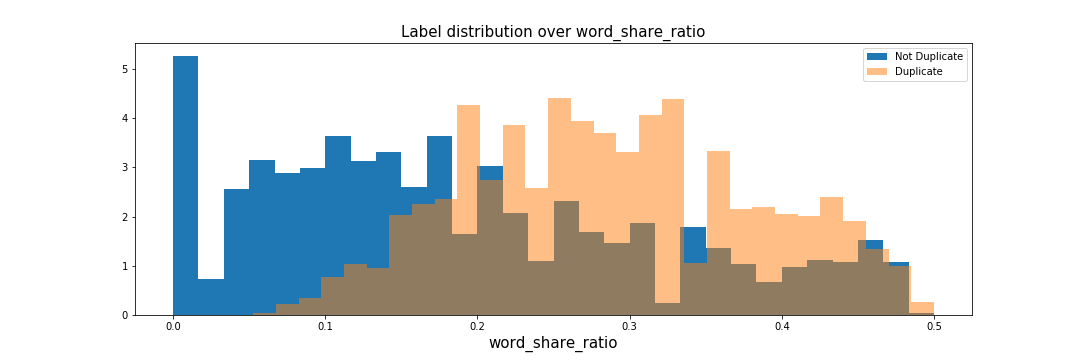 Label distribution over word_share_ratio
Not Duplicate
Duplicate
5
4
3
2
1
0
0.0 0.1 0.2 0.3 0.4 0.5
word_share_ratio